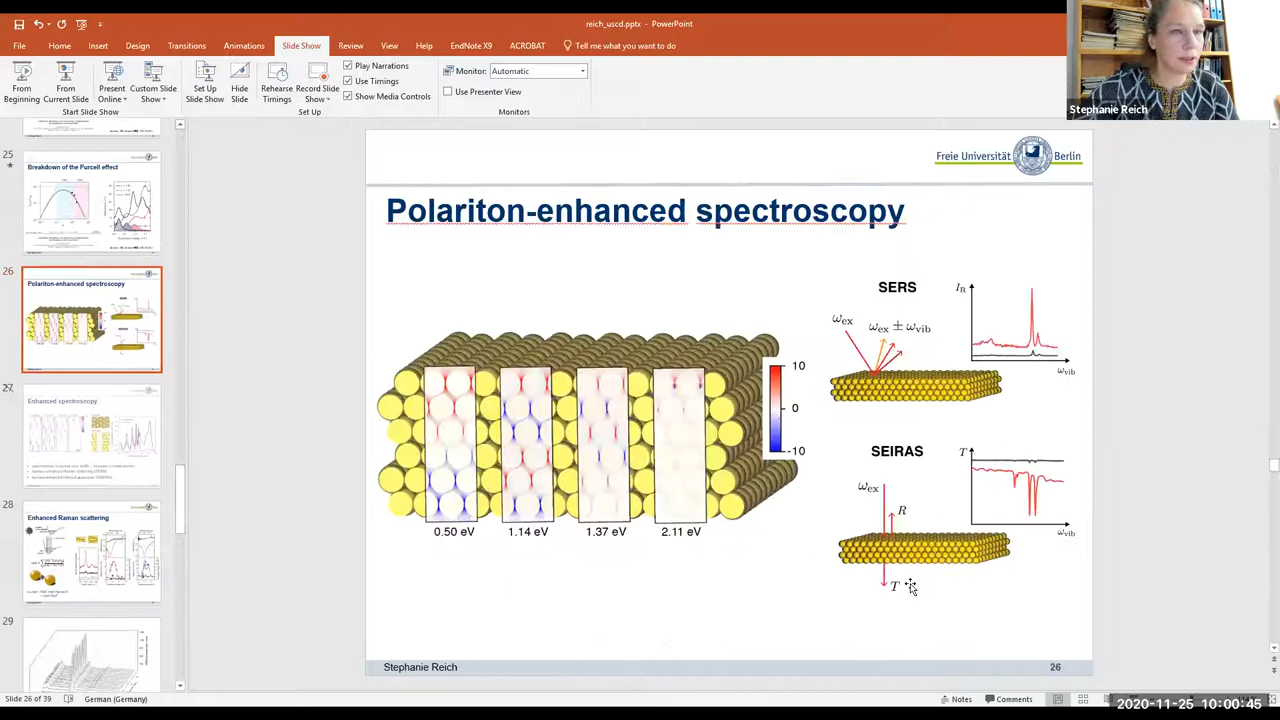 reich_uscd.pptx - PowerPoint
File Home Insert Design Transitions Animations Slide Show Review View Help EndNote X9 ACROBAT Tell me what you want to do
From Beginning
From Current Slide
Present Online
Custom Slide Show
Start Slide Show
Set Up Slide Show
Hide Slide
Rehearse Timings
Record Slide Show
Play Narrations
Use Timings
Show Media Controls
Set Up
Monitor: Automatic
Use Presenter View
Monitors
Stephanie Reich
25
Breakdown of the Purcell effect
26
Polariton-enhanced spectroscopy
27
Enhanced spectroscopy
28
Enhanced Raman scattering
29
Freie Universität Berlin
Polariton-enhanced spectroscopy
0.50 eV 1.14 eV 1.37 eV 2.11 eV
10
0
-10
SERS
ωex
ωex ± ωvib
IR
ωvib
SEIRAS
ωex
R
T
T
ωvib
Stephanie Reich 26
Slide 26 of 39 German (Germany) Notes Comments
2020-11-25 10:00:45